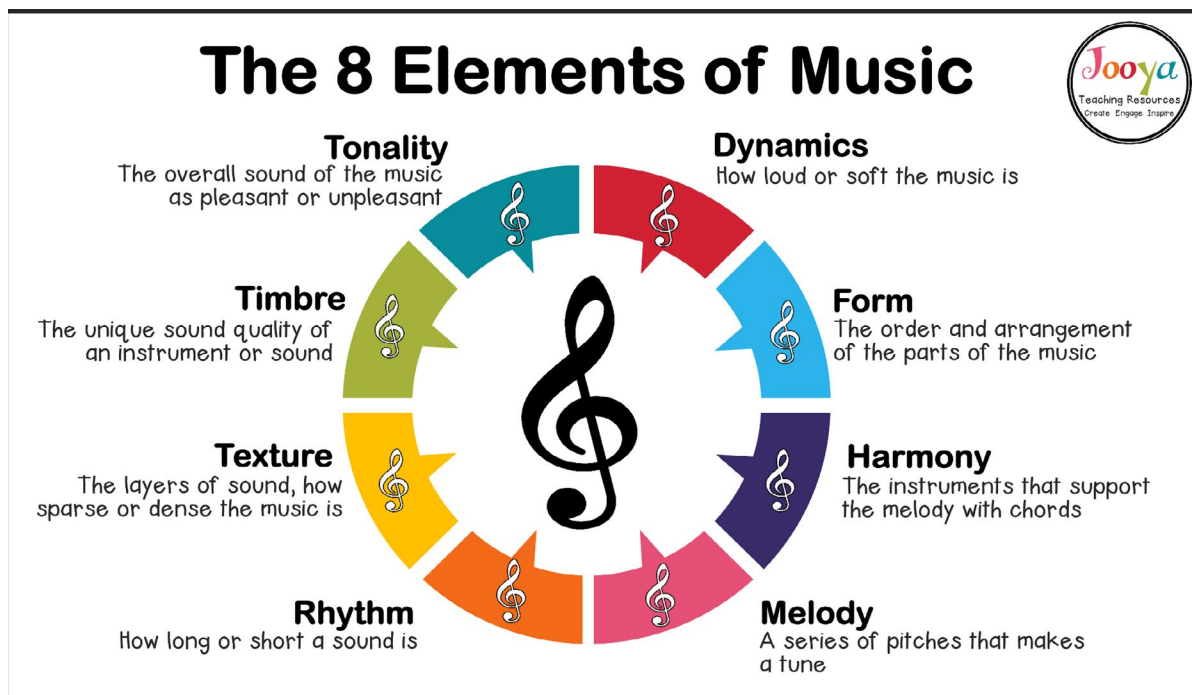 The 8 Elements of Music
Jooya
Teaching Resources
Create Engage Inspire
Tonality
The overall sound of the music
as pleasant or unpleasant
Dynamics
How loud or soft the music is
Timbre
The unique sound quality of
an instrument or sound
Form
The order and arrangement
of the parts of the music
Texture
The layers of sound, how
sparse or dense the music is
Harmony
The instruments that support
the melody with chords
Rhythm
How long or short a sound is
Melody
A series of pitches that makes
a tune